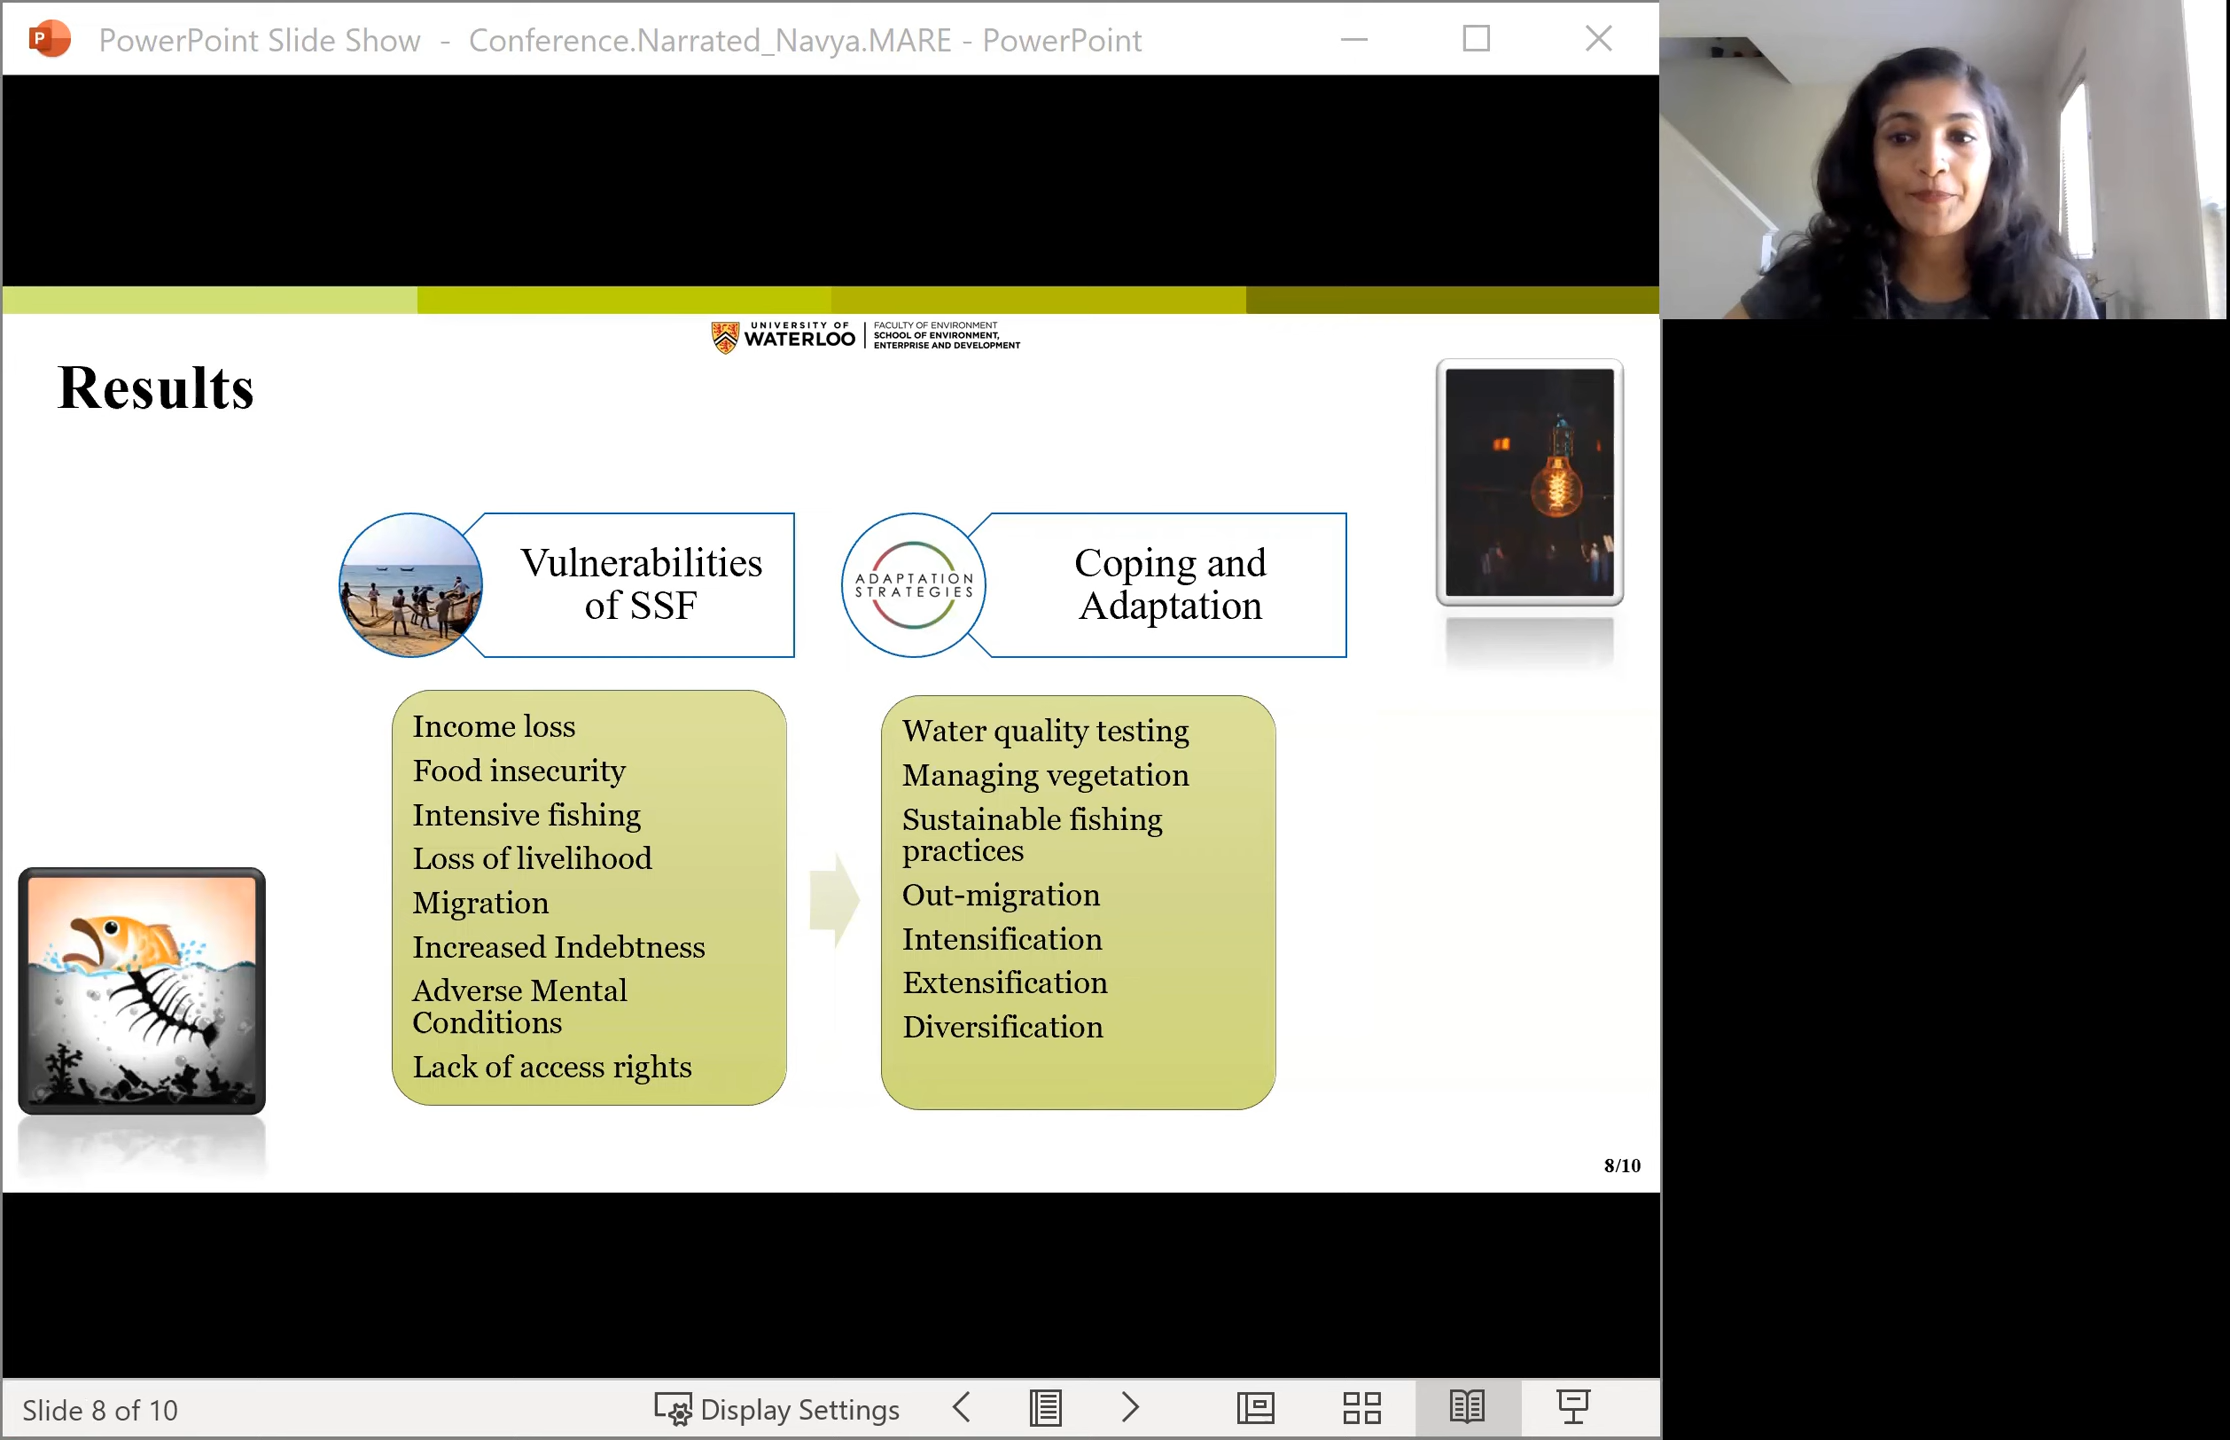 PowerPoint Slide Show - Conference.Narrated_Navya.MARE - PowerPoint
UNIVERSITY OF
WATERLOO
FACULTY OF ENVIRONMENT
SCHOOL OF ENVIRONMENT,
ENTERPRISE AND DEVELOPMENT
Results
Vulnerabilities
of SSF
ADAPTATION
STRATEGIES
Coping and
Adaptation
Income loss
Food insecurity
Intensive fishing
Loss of livelihood
Migration
Increased Indebtness
Adverse Mental
Conditions
Lack of access rights
Water quality testing
Managing vegetation
Sustainable fishing
practices
Out-migration
Intensification
Extensification
Diversification
8/10
Slide 8 of 10
Display Settings